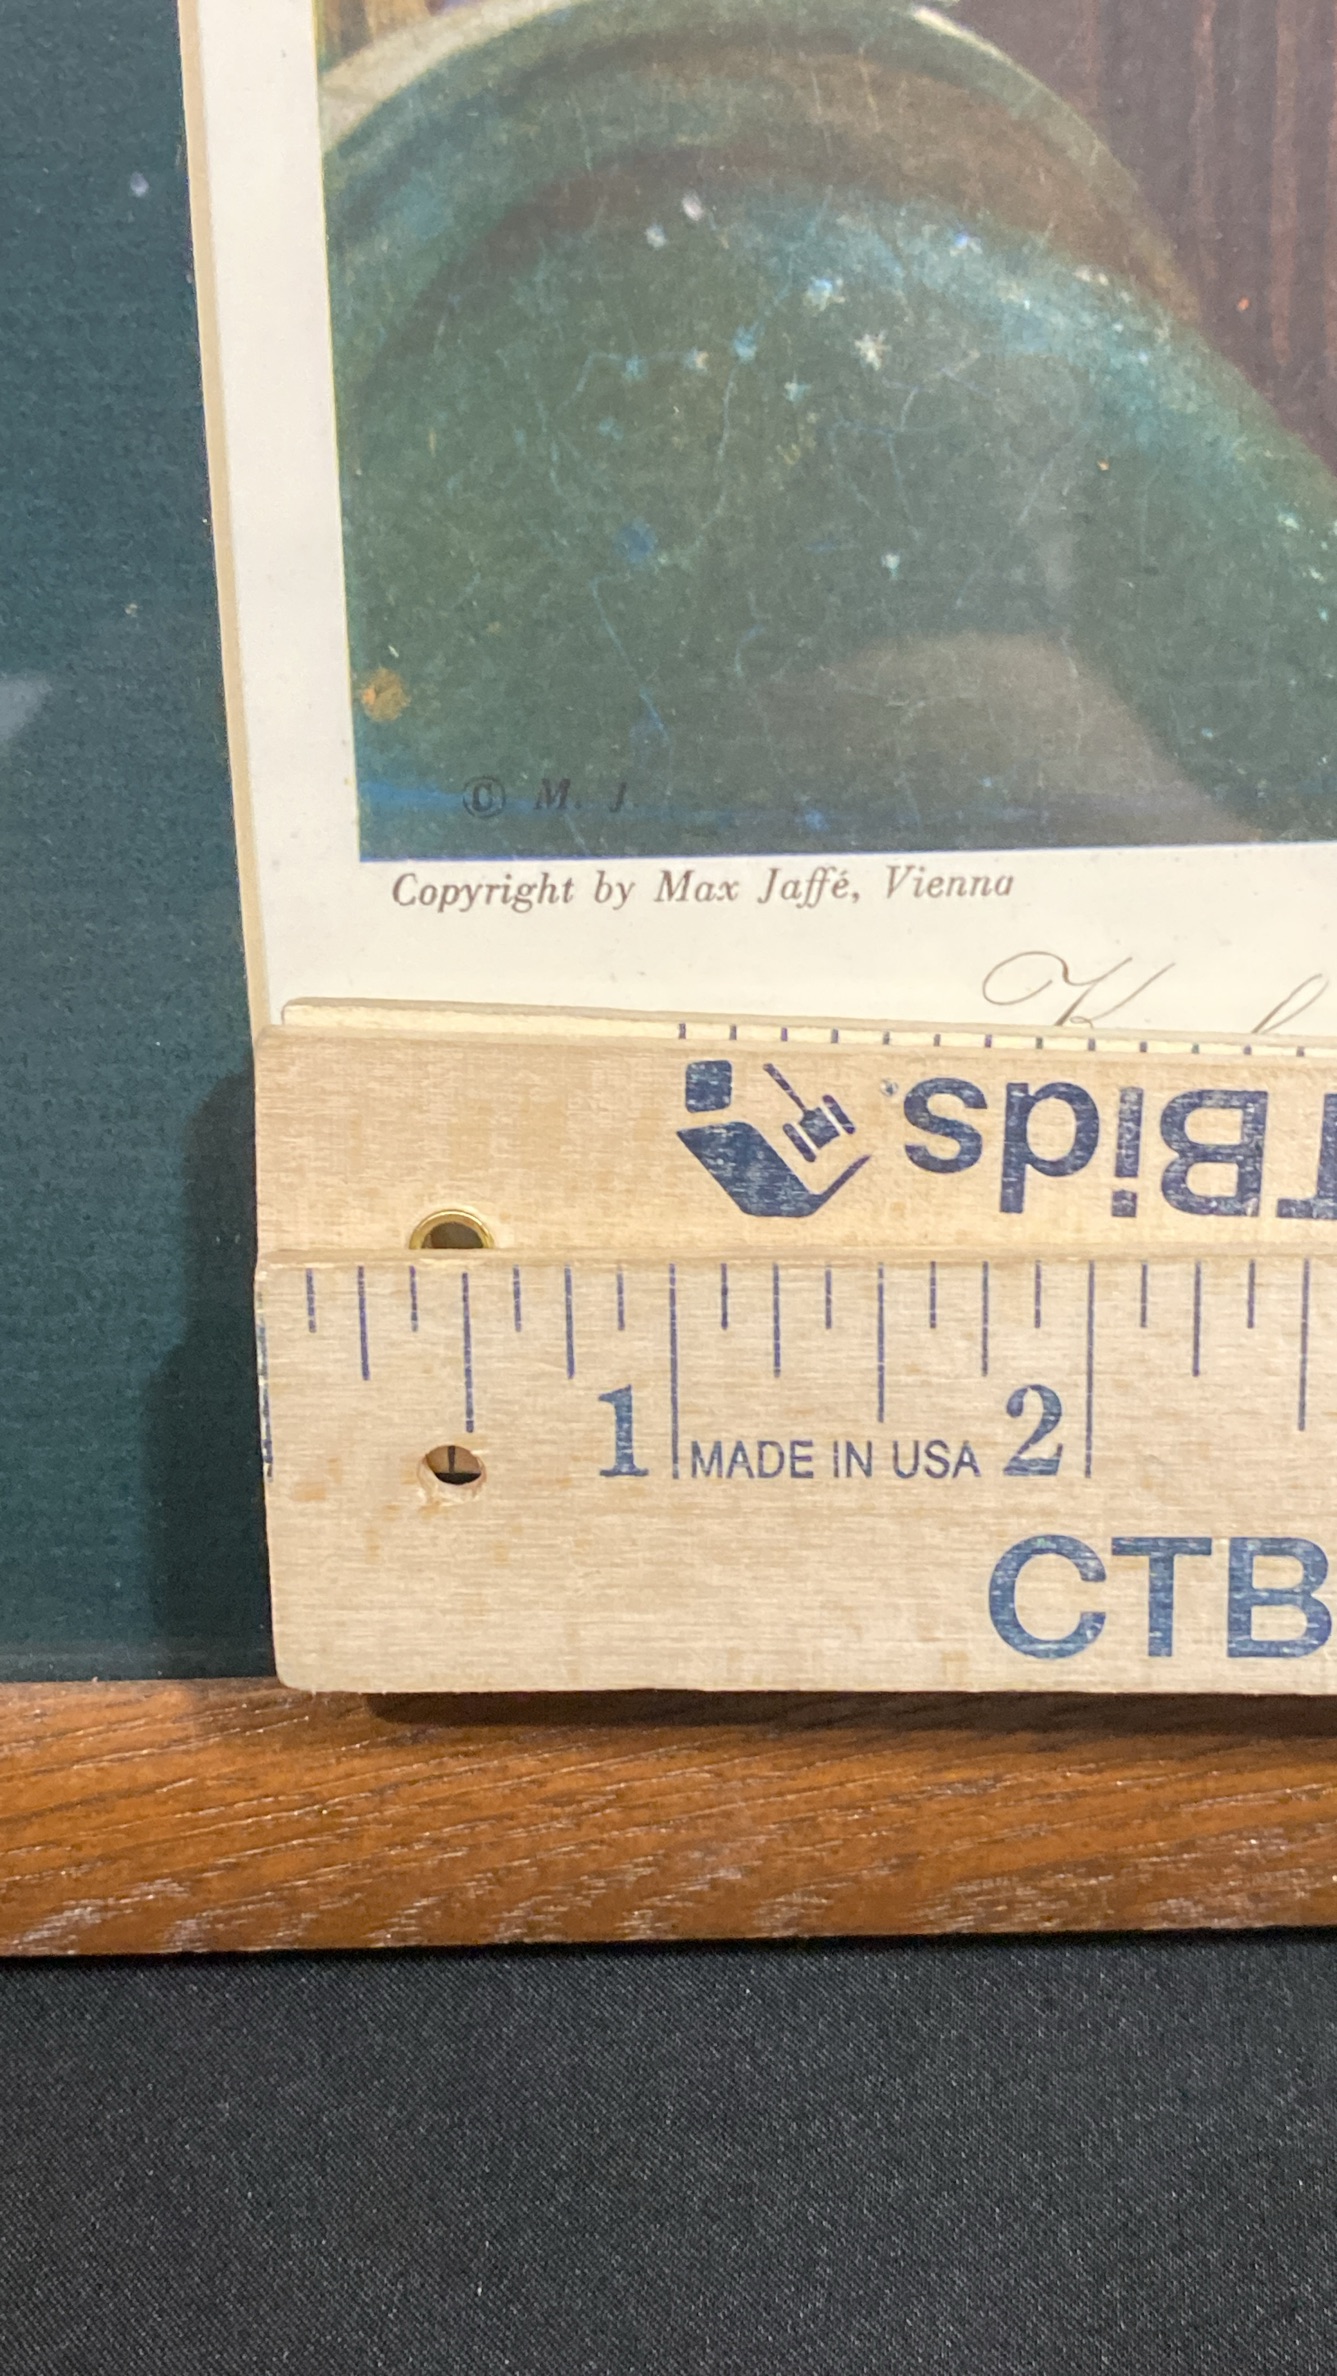 © M. J.
Copyright by Max Jaffé, Vienna
Bids
1 MADE IN USA 2
CTB